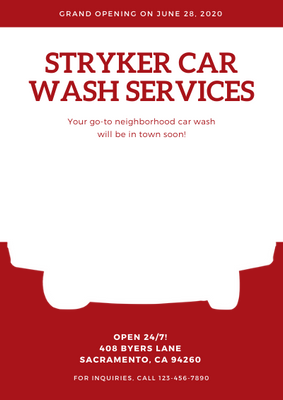 GRAND OPENING ON JUNE 28, 2020
STRYKER CAR
WASH SERVICES
Your go-to neighborhood car wash
will be in town soon!
OPEN 24/7!
408 BYERS LANE
SACRAMENTO, CA 94260
FOR INQUIRIES, CALL 123-456-7890